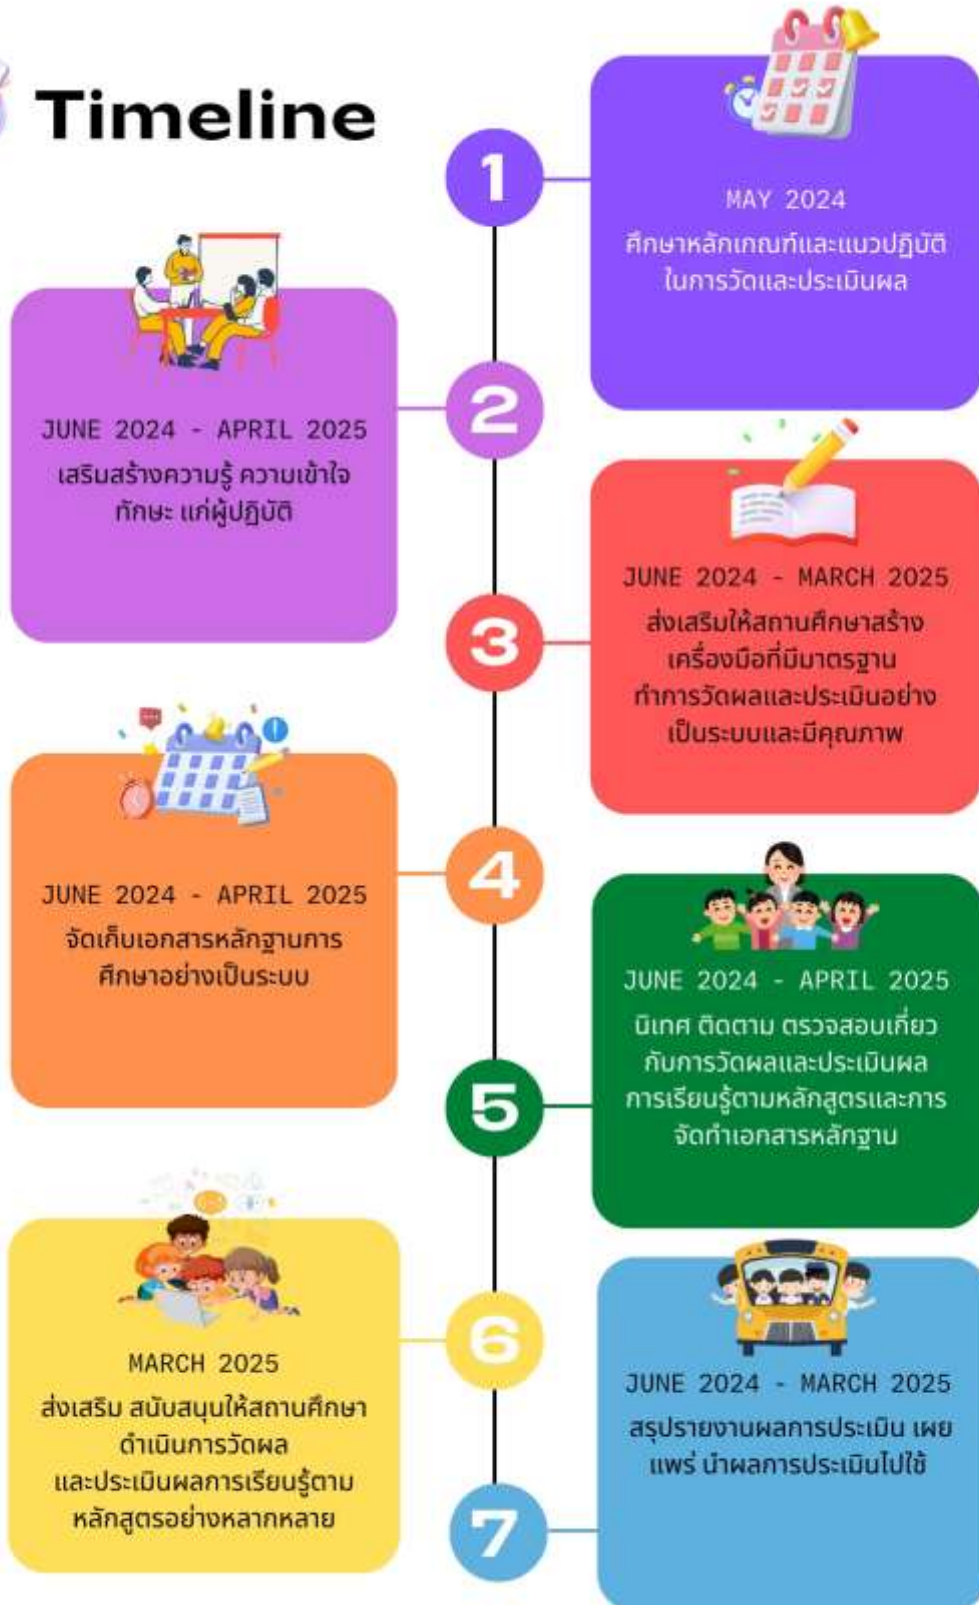 Timeline
1
MAY 2024
ศึกษาหลักเกณฑ์และแนวปฏิบัติ
ในการวัดและประเมินผล
2
JUNE 2024 - APRIL 2025
เสริมสร้างความรู้ ความเข้าใจ
ทักษะ แก่ผู้ปฏิบัติ
3
JUNE 2024 - MARCH 2025
ส่งเสริมให้สถานศึกษาสร้าง
เครื่องมือที่มีมาตรฐาน
ทำการวัดผลและประเมินอย่าง
เป็นระบบและมีคุณภาพ
4
JUNE 2024 - APRIL 2025
จัดเก็บเอกสารหลักฐานการ
ศึกษาอย่างเป็นระบบ
5
JUNE 2024 - APRIL 2025
นิเทศ ติดตาม ตรวจสอบเกี่ยว
กับการวัดผลและประเมินผล
การเรียนรู้ตามหลักสูตรและการ
จัดทำเอกสารหลักฐาน
6
MARCH 2025
ส่งเสริม สนับสนุนให้สถานศึกษา
ดำเนินการวัดผล
และประเมินผลการเรียนรู้ตาม
หลักสูตรอย่างหลากหลาย
7
JUNE 2024 - MARCH 2025
สรุปรายงานผลการประเมิน เผย
แพร่ นำผลการประเมินไปใช้